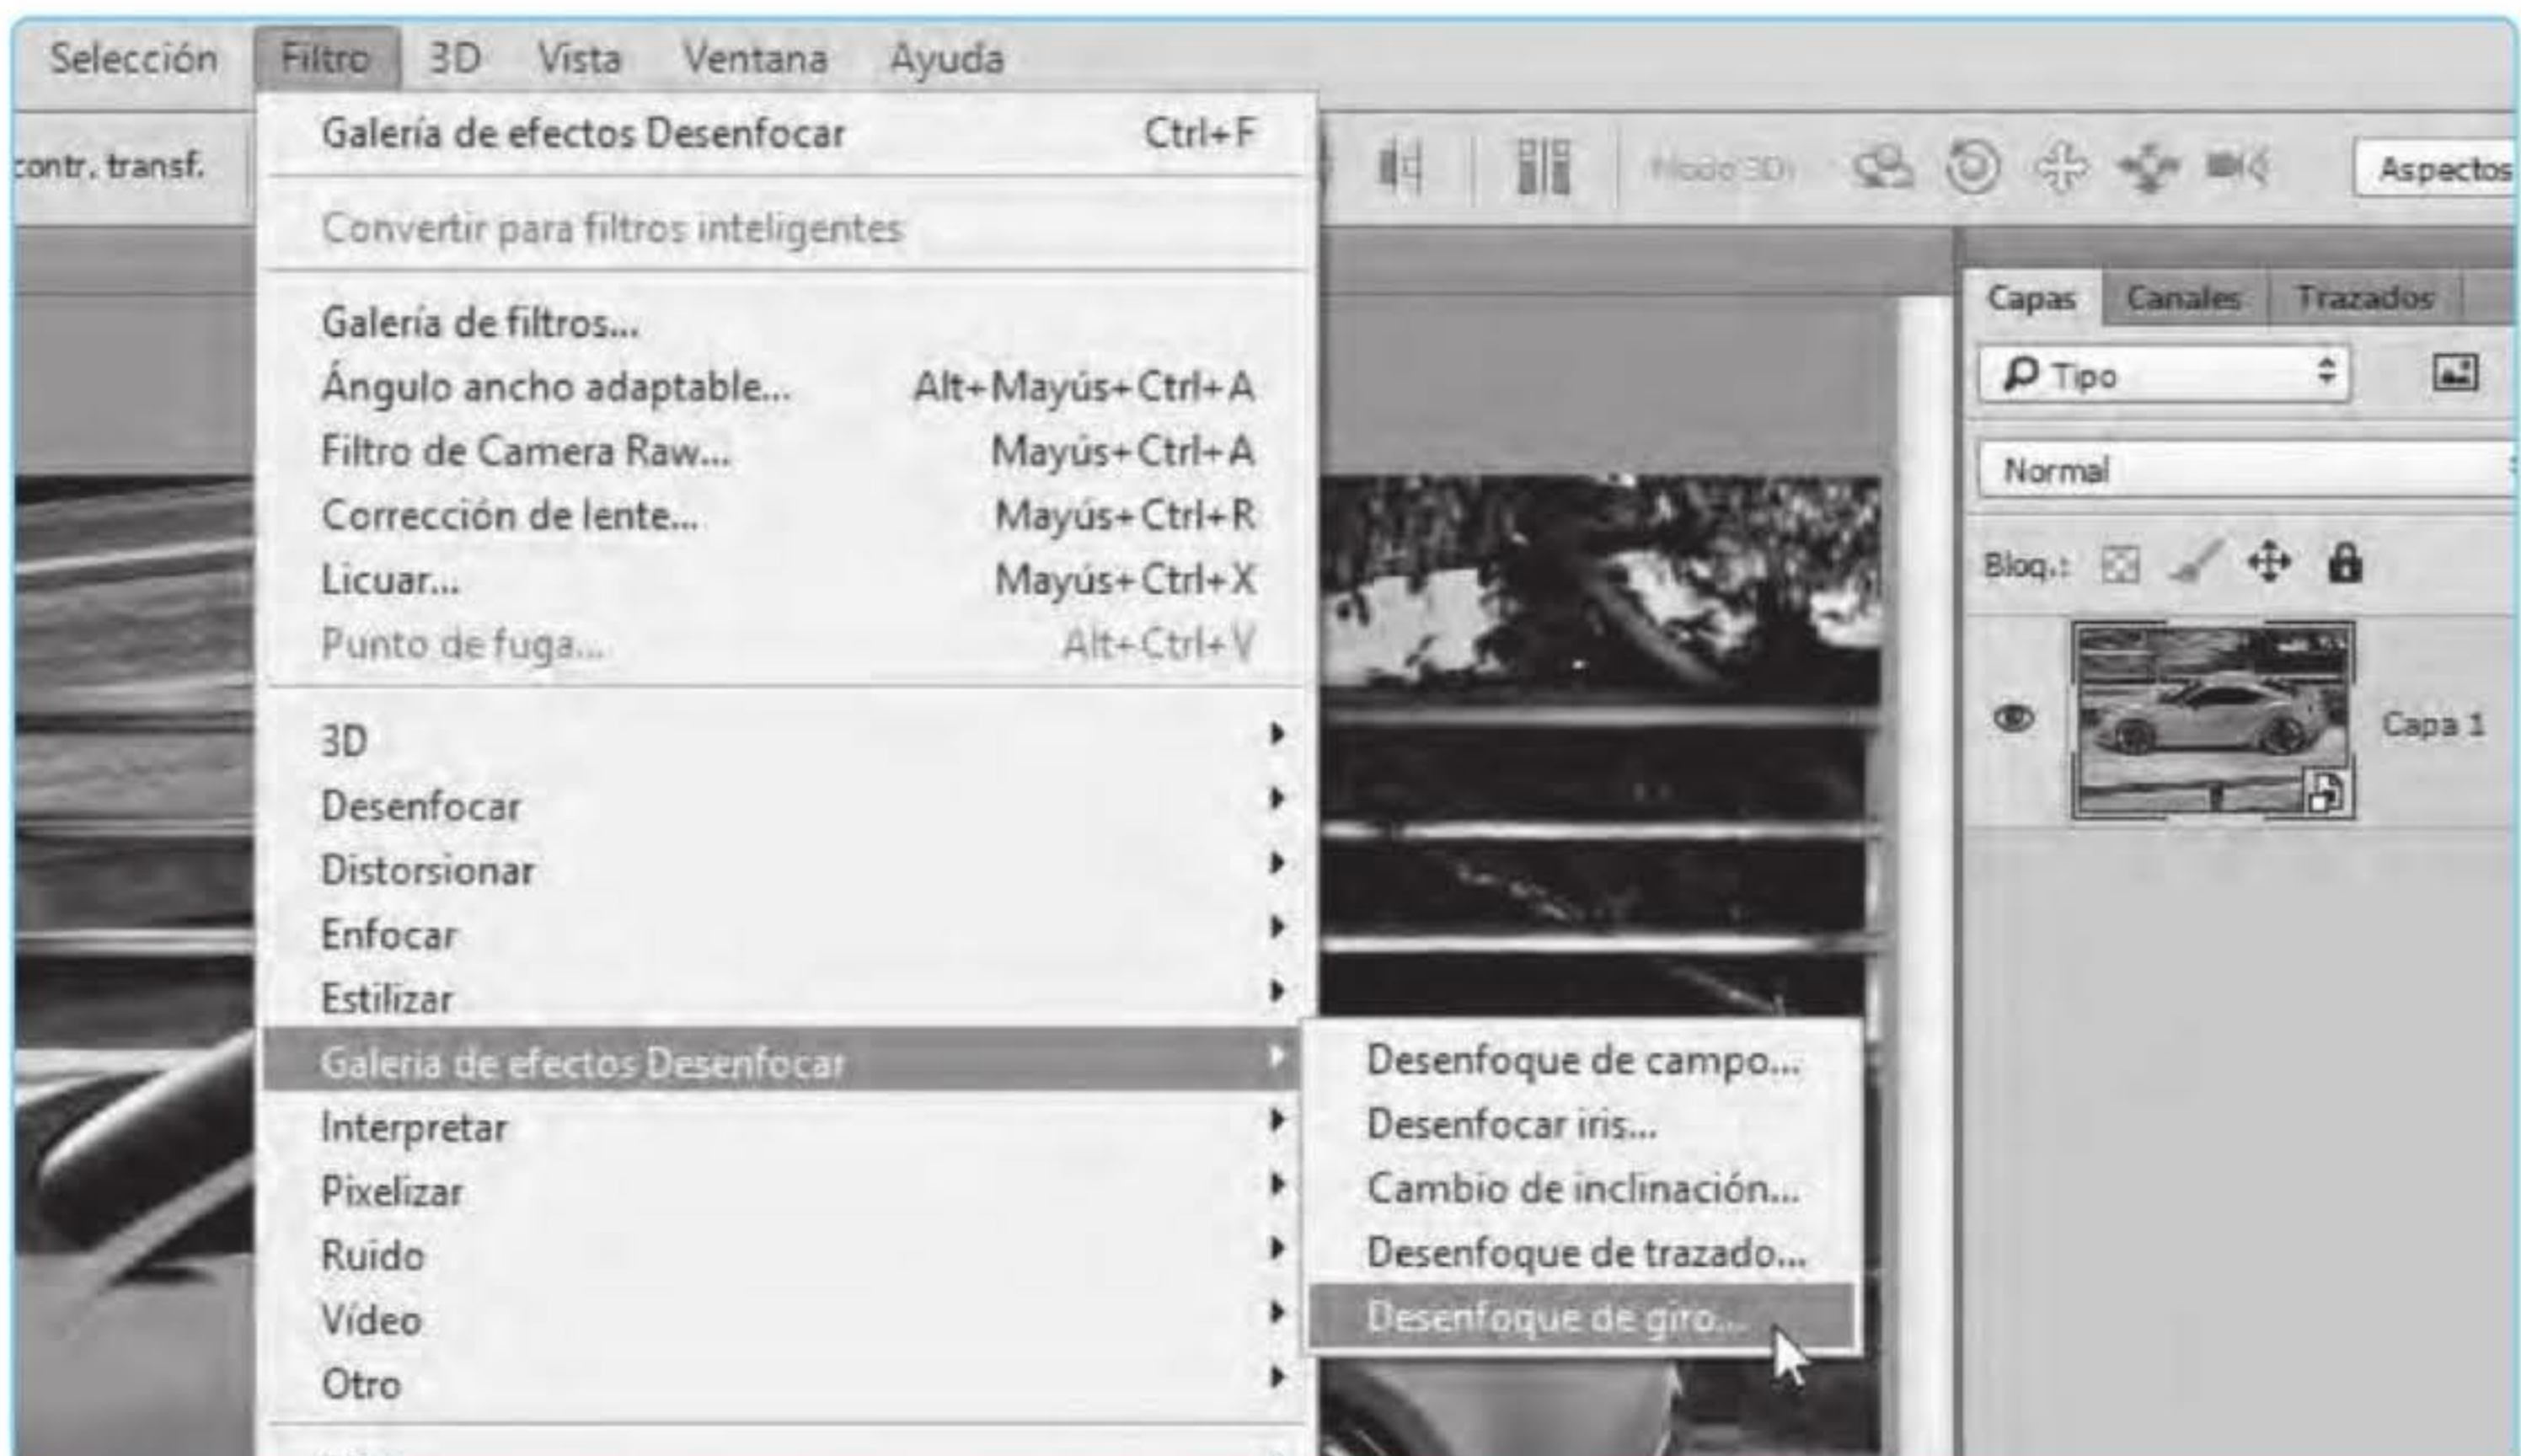 Selección Filtro 3D Vista Ventana Ayuda
contr. transf.
Galería de efectos Desenfocar Ctrl+F
Convertir para filtros inteligentes
Galería de filtros...
Ángulo ancho adaptable... Alt+Mayús+Ctrl+A
Filtro de Camera Raw... Mayús+Ctrl+A
Corrección de lente... Mayús+Ctrl+R
Licuar... Mayús+Ctrl+X
Punto de fuga... Alt+Ctrl+V
3D
Desenfocar
Distorsionar
Enfocar
Estilizar
Galería de efectos Desenfocar
Interpretar
Pixelizar
Ruido
Vídeo
Otro
Desenfoque de campo...
Desenfocar iris...
Cambio de inclinación...
Desenfoque de trazado...
Desenfoque de giro...
Modo 3D:
Aspectos
Capas Canales Trazados
Tipo
Normal
Bloq.:
Capa 1